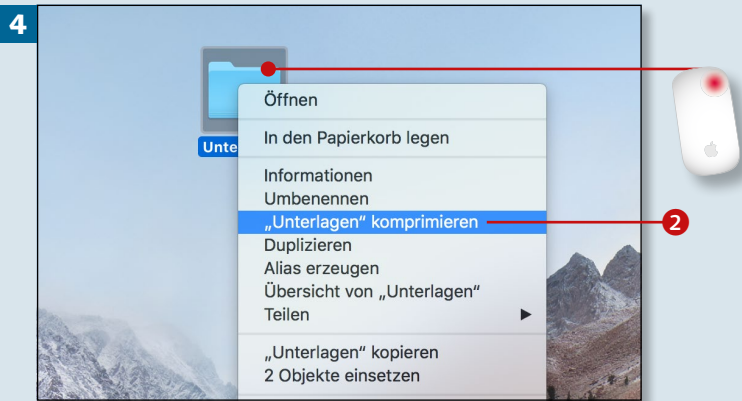 4
Unte
Öffnen
In den Papierkorb legen
Informationen
Umbenennen
„Unterlagen“ komprimieren
2
Duplizieren
Alias erzeugen
Übersicht von „Unterlagen“
Teilen
„Unterlagen“ kopieren
2 Objekte einsetzen